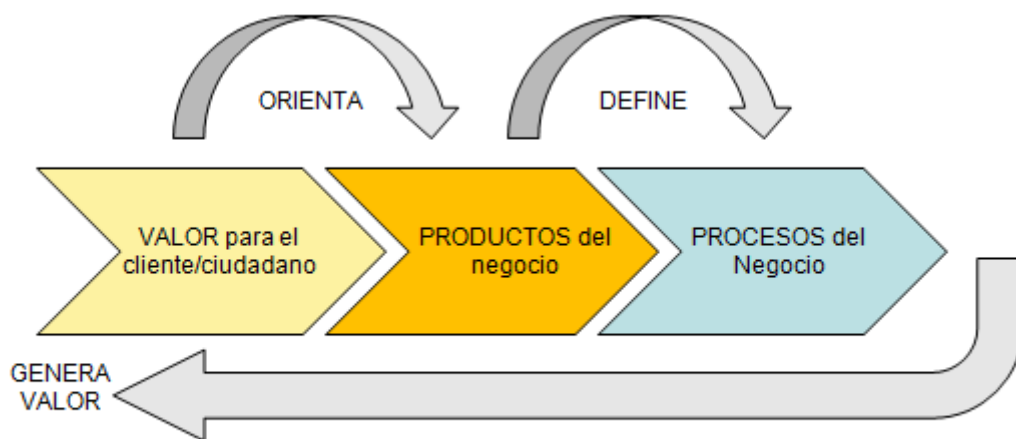 ORIENTA
DEFINE
VALOR para el
cliente/ciudadano
PRODUCTOS del
negocio
PROCESOS del
Negocio
GENERA
VALOR